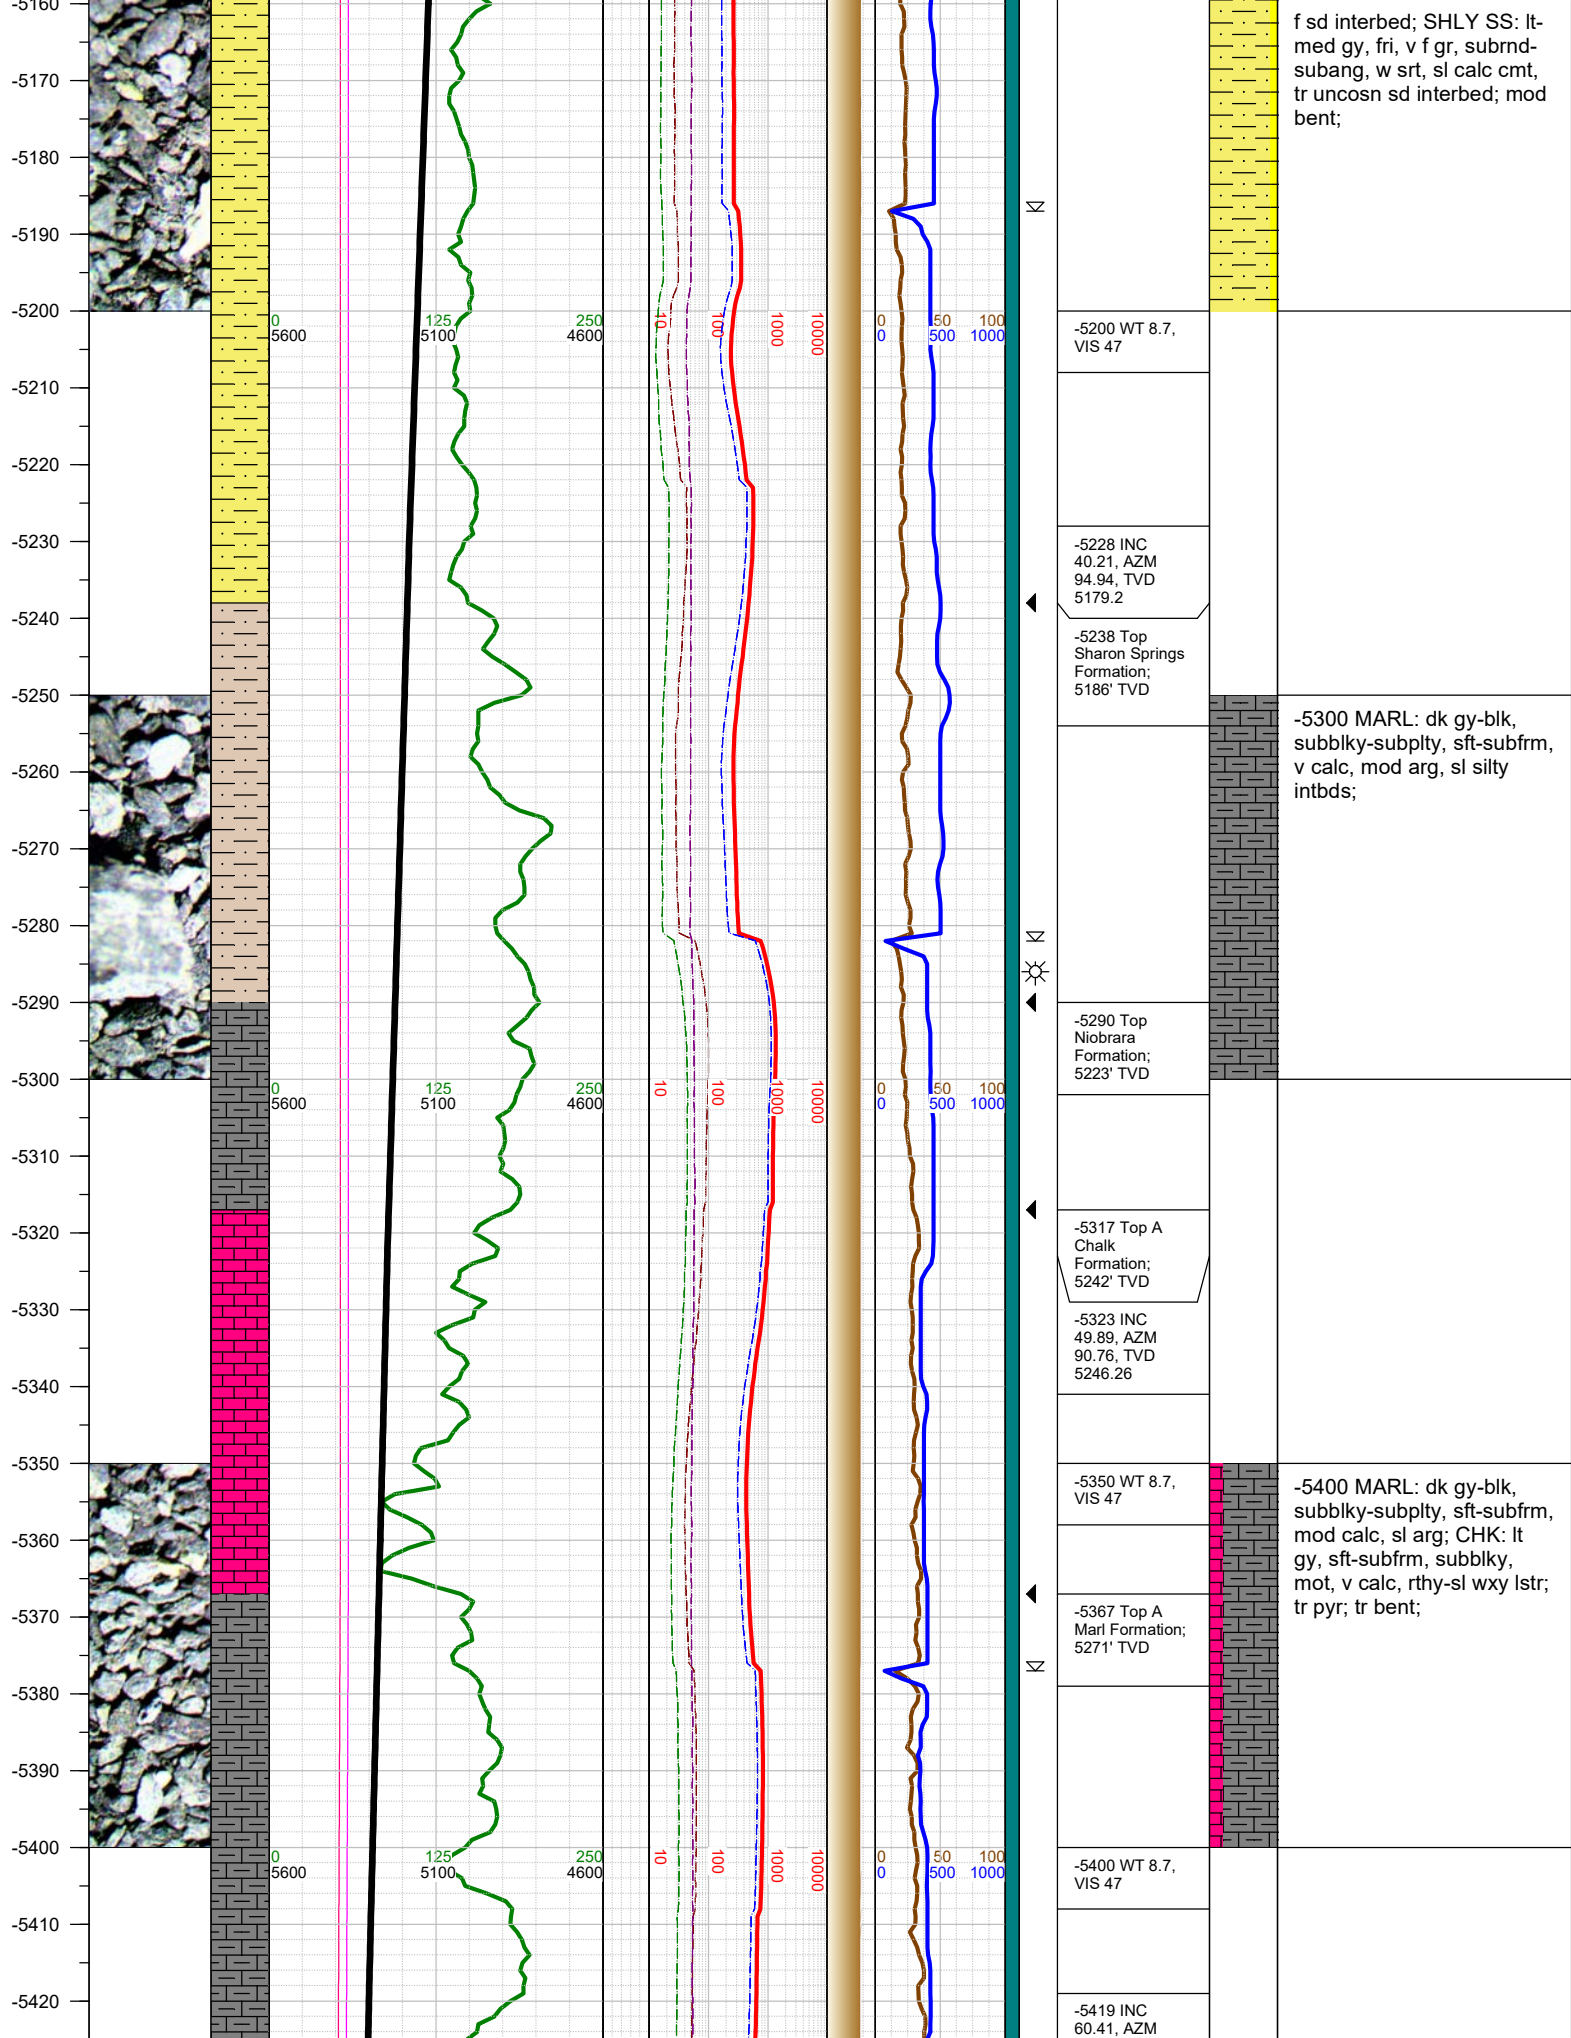 -5160
-5170
-5180
-5190
-5200
-5210
-5220
-5230
-5240
-5250
-5260
-5270
-5280
-5290
-5300
-5310
-5320
-5330
-5340
-5350
-5360
-5370
-5380
-5390
-5400
-5410
-5420
0 125 250
5600 5100 4600
10 100 1000 10000
0 50 100
0 500 1000
0 125 250
5600 5100 4600
10 100 1000 10000
0 50 100
0 500 1000
0 125 250
5600 5100 4600
10 100 1000 10000
0 50 100
0 500 1000
-5200 WT 8.7,
VIS 47
-5228 INC
40.21, AZM
94.94, TVD
5179.2
-5238 Top
Sharon Springs
Formation;
5186' TVD
-5290 Top
Niobrara
Formation;
5223' TVD
-5317 Top A
Chalk
Formation;
5242' TVD
-5323 INC
49.89, AZM
90.76, TVD
5246.26
-5350 WT 8.7,
VIS 47
-5367 Top A
Marl Formation;
5271' TVD
-5400 WT 8.7,
VIS 47
-5419 INC
60.41, AZM
f sd interbed; SHLY SS: lt-
med gy, fri, v f gr, subrnd-
subang, w srt, sl calc cmt,
tr uncosn sd interbed; mod
bent;
-5300 MARL: dk gy-blk,
subblky-subplty, sft-subfrm,
v calc, mod arg, sl silty
intbds;
-5400 MARL: dk gy-blk,
subblky-subplty, sft-subfrm,
mod calc, sl arg; CHK: lt
gy, sft-subfrm, subblky,
mot, v calc, rthy-sl wxy lstr;
tr pyr; tr bent;